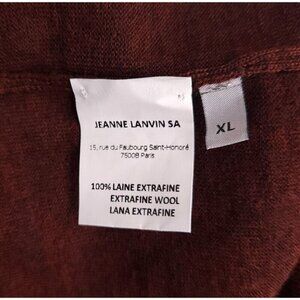 JEANNE LANVIN SA
15, rue du Faubourg Saint-Honoré
75008 Paris
100% LAINE EXTRAFINE
EXTRAFINE WOOL
LANA EXTRAFINE
XL